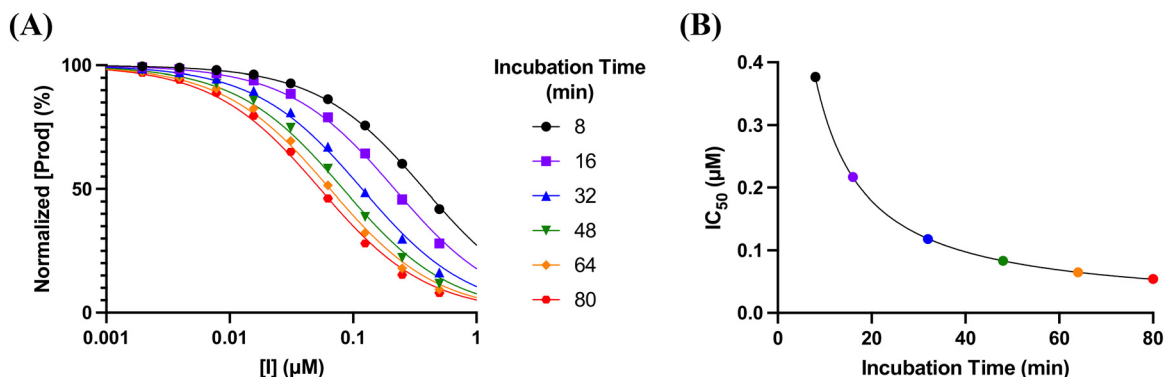 (A)
Normalized [Prod] (%)
100
50
0
0.001
0.01
0.1
1
[I] (µM)
Incubation Time
(min)
8
16
32
48
64
80
(B)
IC50 (µM)
0.4
0.3
0.2
0.1
0.0
0
20
40
60
80
Incubation Time (min)